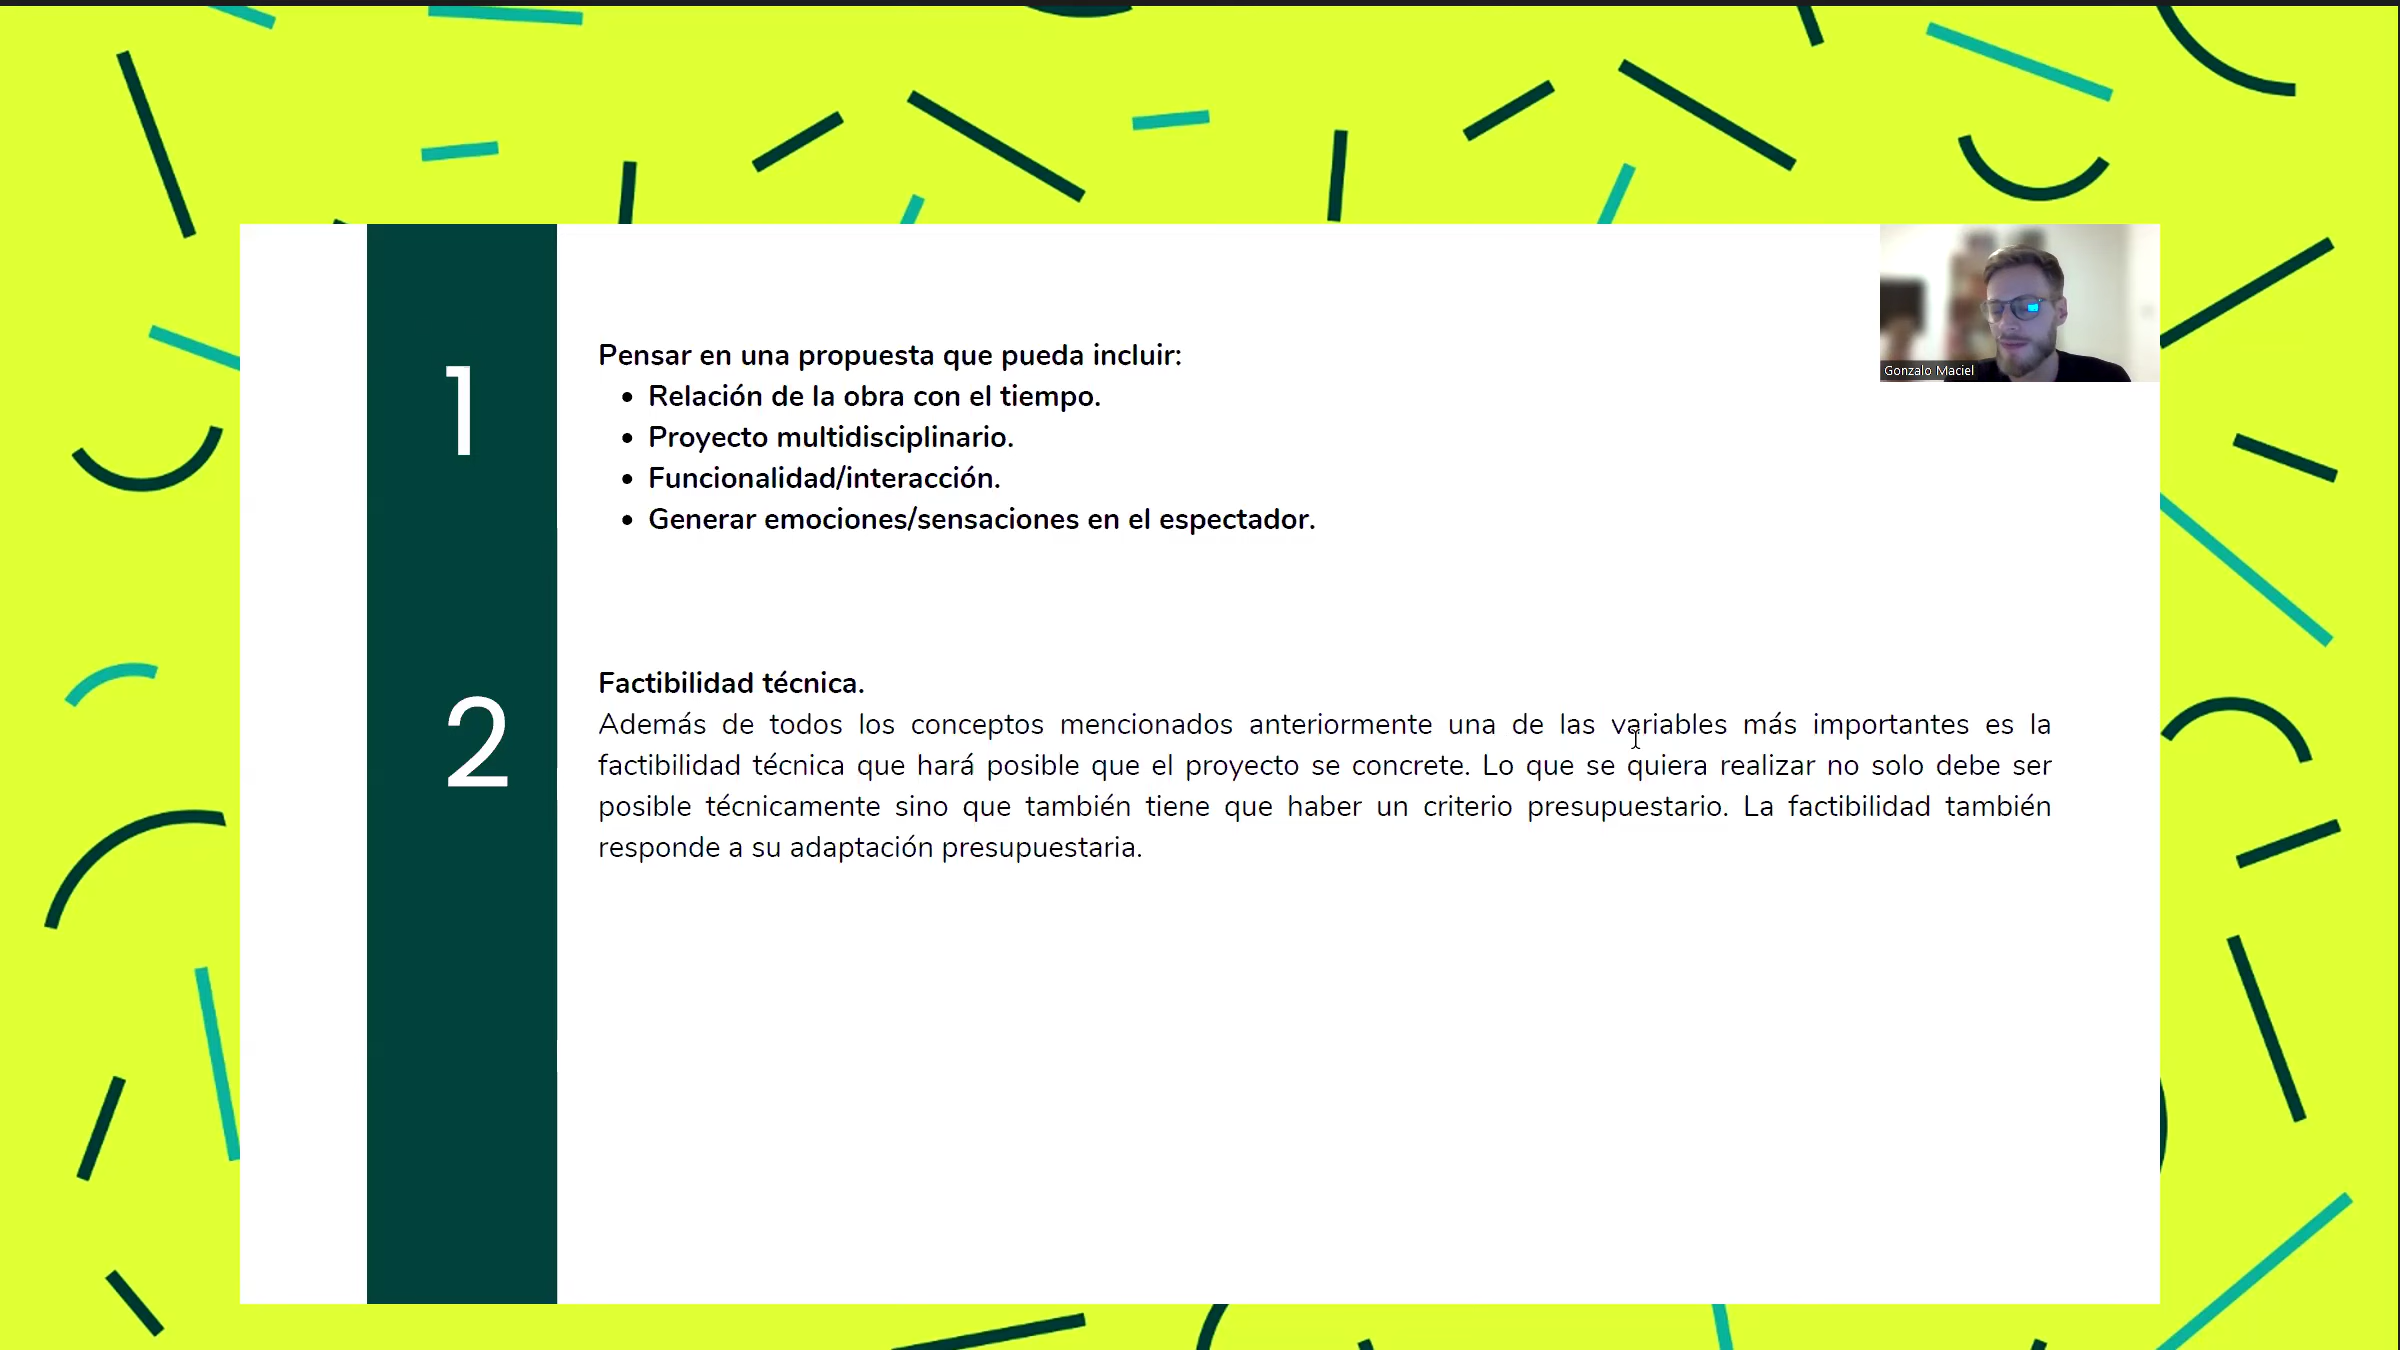 Gonzalo Maciel
1
Pensar en una propuesta que pueda incluir:
• Relación de la obra con el tiempo.
• Proyecto multidisciplinario.
• Funcionalidad/interacción.
• Generar emociones/sensaciones en el espectador.
2
Factibilidad técnica.
Además de todos los conceptos mencionados anteriormente una de las variables más importantes es la
factibilidad técnica que hará posible que el proyecto se concrete. Lo que se quiera realizar no solo debe ser
posible técnicamente sino que también tiene que haber un criterio presupuestario. La factibilidad también
responde a su adaptación presupuestaria.